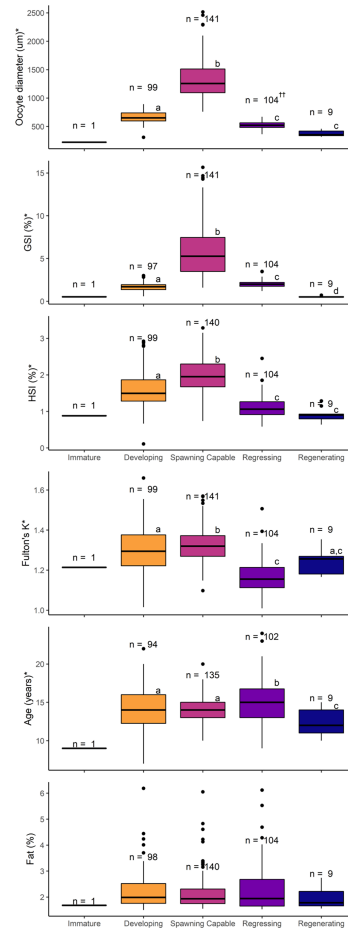 Oocyte diameter (um)*
2500
2000
1500
1000
500
n = 1
n = 99
a
n = 141
b
n = 104††
c
n = 9
c
GSI (%)*
15
10
5
0
n = 1
n = 97
a
n = 141
b
n = 104
c
n = 9
d
HSI (%)*
3
2
1
0
n = 1
n = 99
a
n = 140
b
n = 104
c
n = 9
c
Immature Developing Spawning Capable Regressing Regenerating
Fulton's K*
1.6
1.4
1.2
1.0
n = 1
n = 99
a
n = 141
b
n = 104
c
n = 9
a,c
Age (years)*
20
15
10
n = 1
n = 94
a
n = 135
a
n = 102
b
n = 9
c
Fat (%)
6
4
2
n = 1
n = 98
n = 140
n = 104
n = 9
Immature Developing Spawning Capable Regressing Regenerating